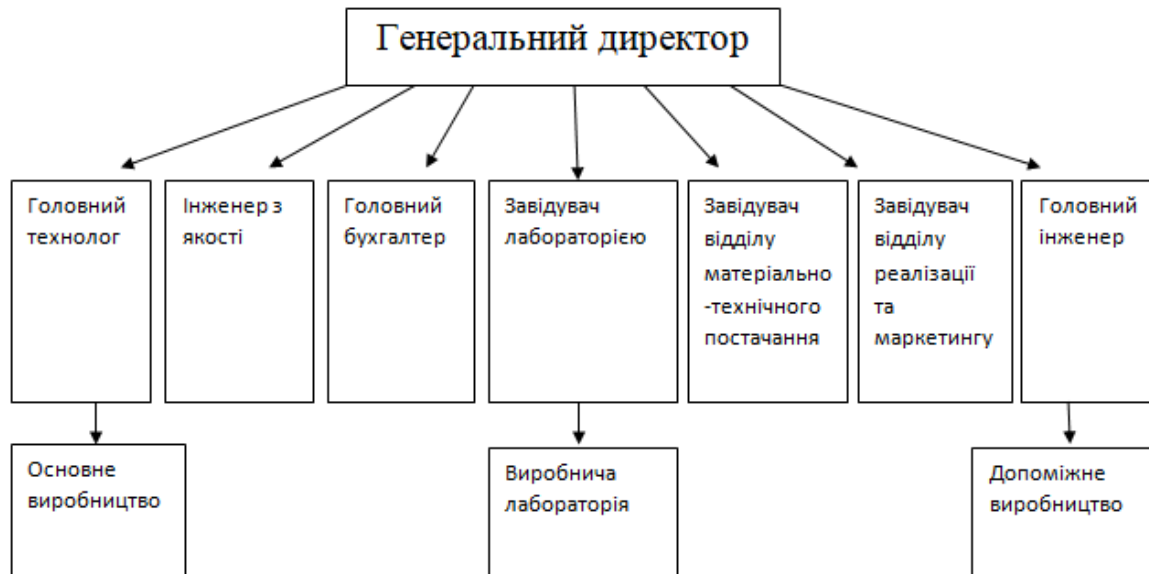 Генеральний директор
Головний
технолог
Інженер з
якості
Головний
бухгалтер
Завідувач
лабораторією
Завідувач
відділу
матеріально
-технічного
постачання
Завідувач
відділу
реалізації
та
маркетингу
Головний
інженер
Основне
виробництво
Виробнича
лабораторія
Допоміжне
виробництво